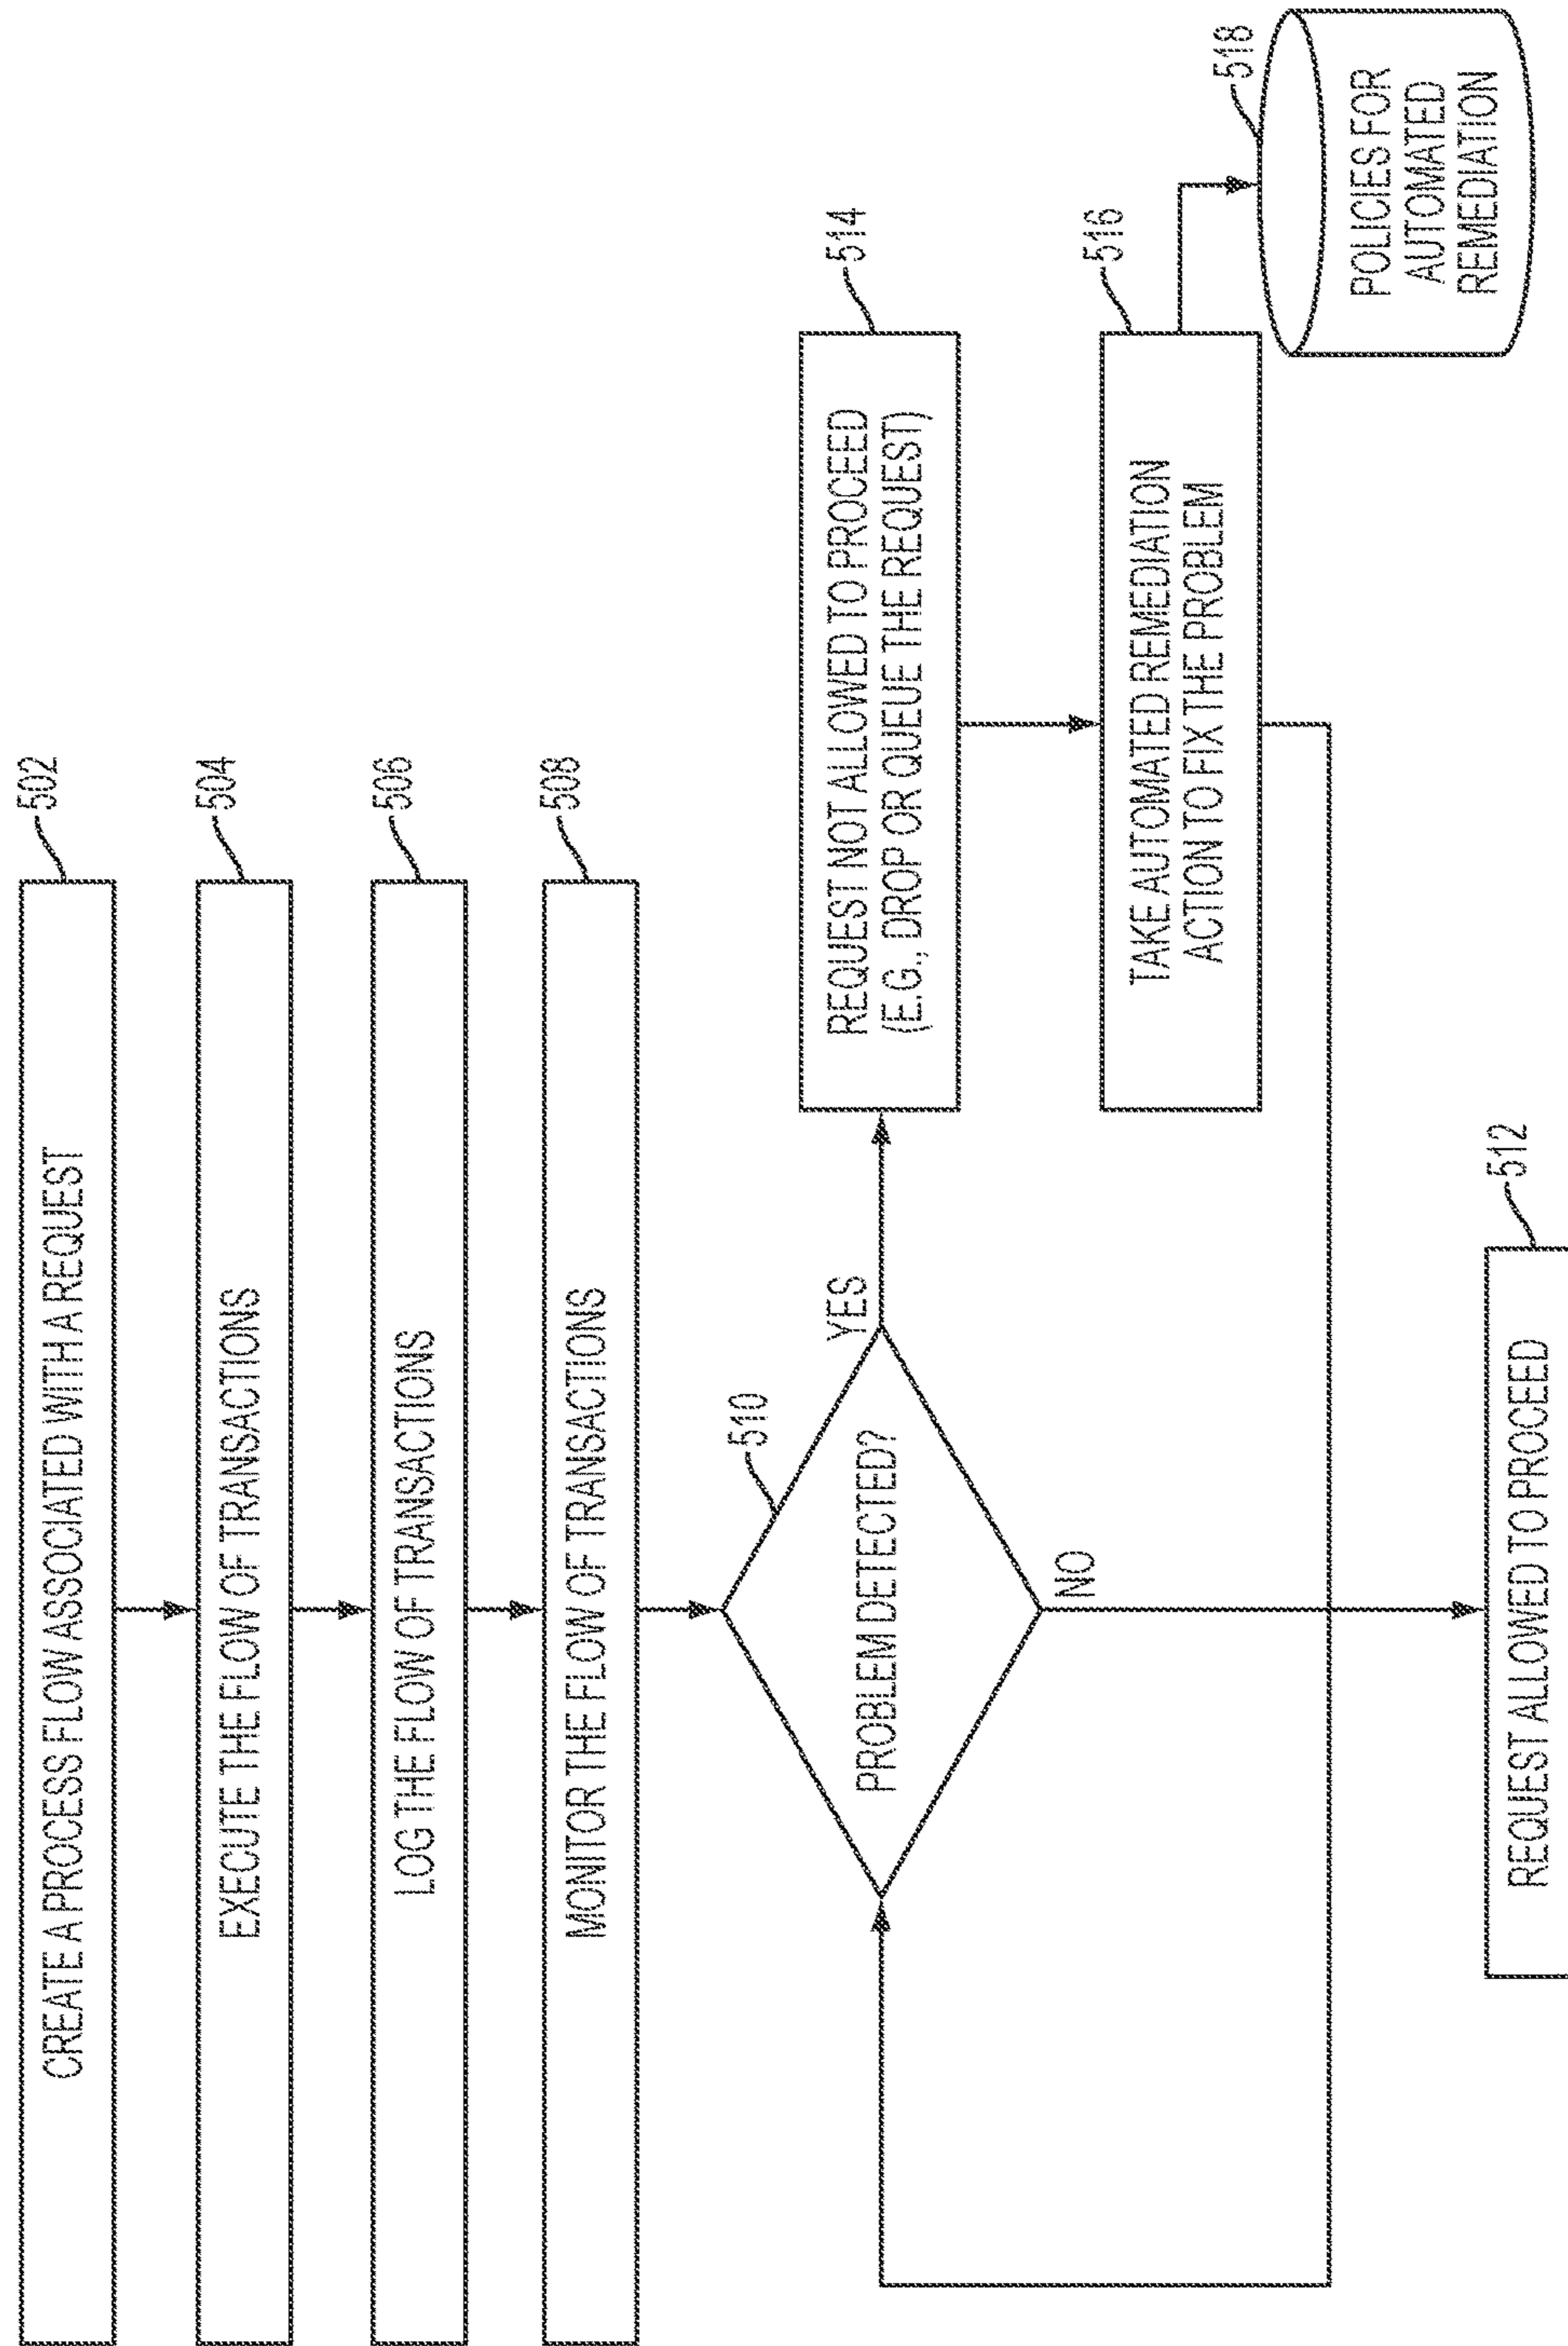 502
CREATE A PROCESS FLOW ASSOCIATED WITH A REQUEST
504
EXECUTE THE FLOW OF TRANSACTIONS
506
LOG THE FLOW OF TRANSACTIONS
508
MONITOR THE FLOW OF TRANSACTIONS
510
PROBLEM DETECTED?
YES
NO
514
REQUEST NOT ALLOWED TO PROCEED
(E.G., DROP OR QUEUE THE REQUEST)
516
TAKE AUTOMATED REMEDIATION
ACTION TO FIX THE PROBLEM
518
POLICIES FOR
AUTOMATED
REMEDIATION
512
REQUEST ALLOWED TO PROCEED